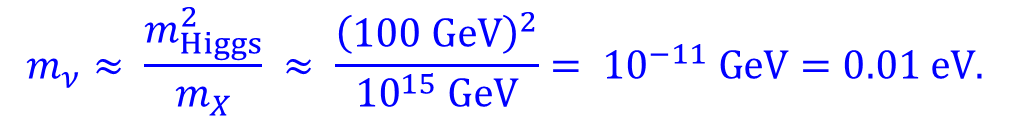 m_ν ≈ m²_Higgs / m_X ≈ (100 GeV)² / 10¹⁵ GeV = 10⁻¹¹ GeV = 0.01 eV.